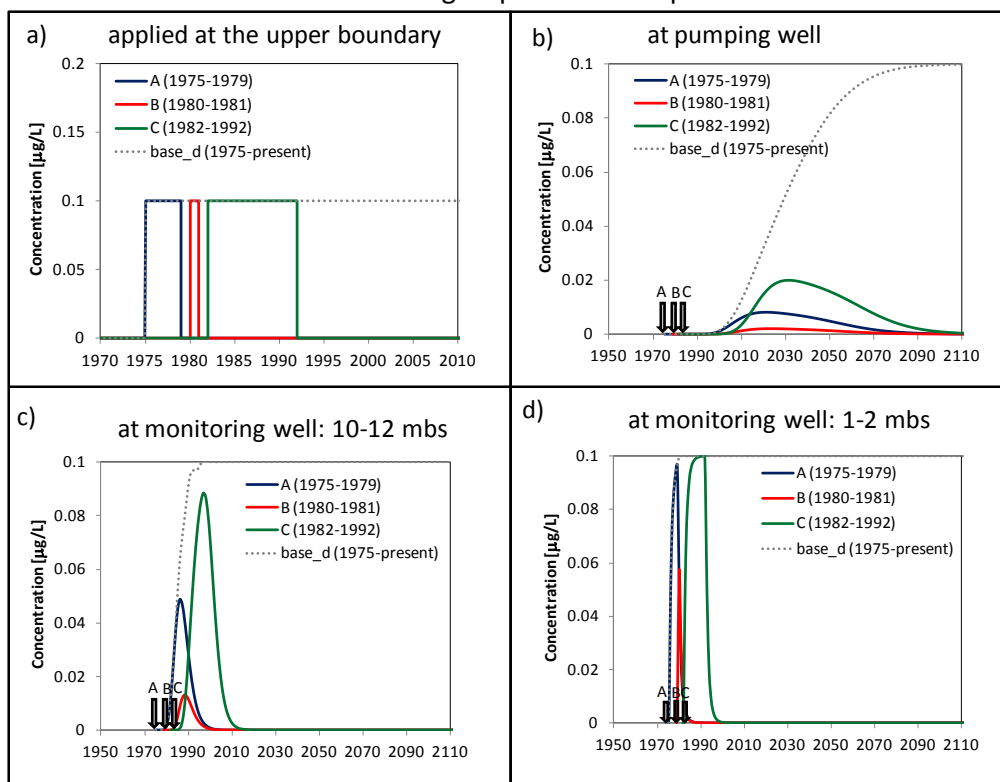 a) applied at the upper boundary
0.2
0.15
0.1
0.05
0
Concentration [µg/L]
A (1975-1979)
B (1980-1981)
C (1982-1992)
base_d (1975-present)
1970 1975 1980 1985 1990 1995 2000 2005 2010
b) at pumping well
0.1
0.08
0.06
0.04
0.02
0
Concentration [µg/L]
A (1975-1979)
B (1980-1981)
C (1982-1992)
base_d (1975-present)
A B C
1950 1970 1990 2010 2030 2050 2070 2090 2110
c) at monitoring well: 10-12 mbs
0.1
0.08
0.06
0.04
0.02
0
Concentration [µg/L]
A (1975-1979)
B (1980-1981)
C (1982-1992)
base_d (1975-present)
A B C
1950 1970 1990 2010 2030 2050 2070 2090 2110
d) at monitoring well: 1-2 mbs
0.1
0.08
0.06
0.04
0.02
0
Concentration [µg/L]
A (1975-1979)
B (1980-1981)
C (1982-1992)
base_d (1975-present)
A B C
1950 1970 1990 2010 2030 2050 2070 2090 2110